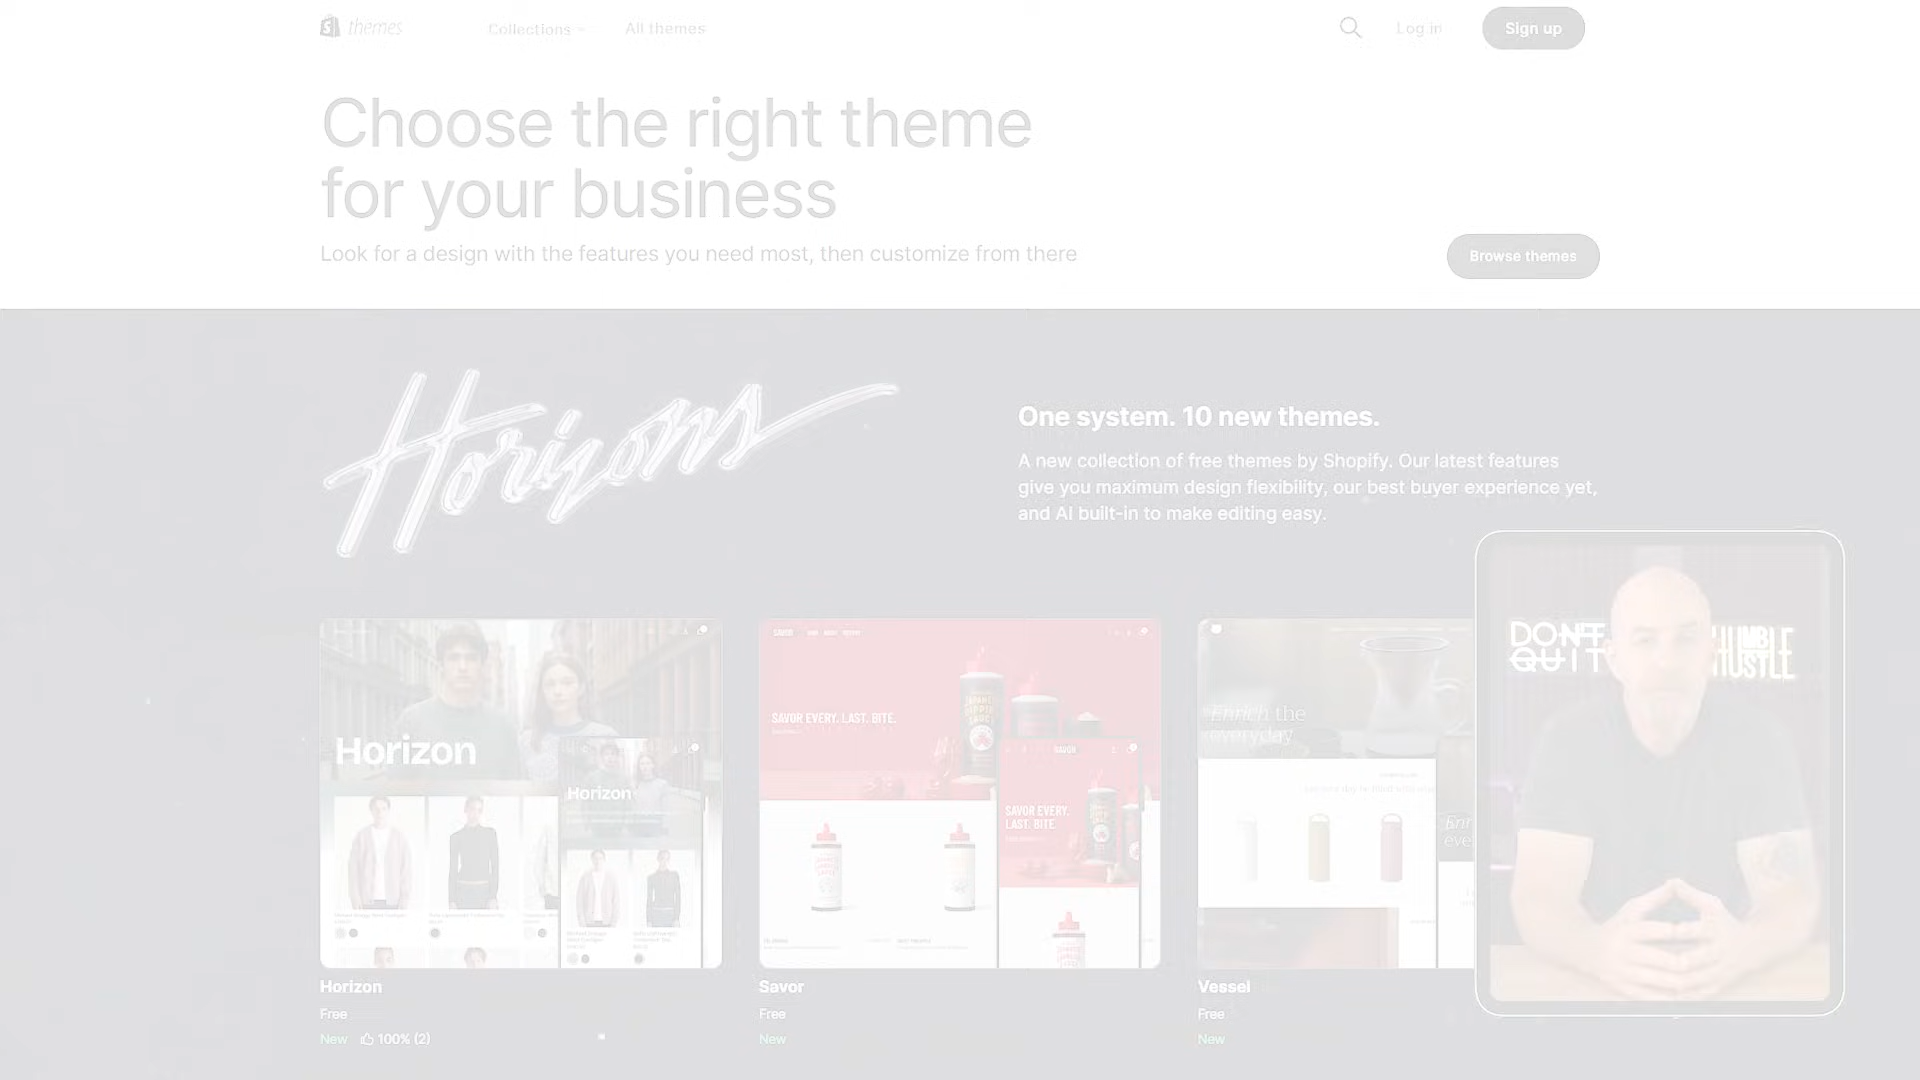 themes
Collections
All themes
Log in
Sign up
Choose the right theme
for your business
Look for a design with the features you need most, then customize from there
Browse themes
Horizons
One system. 10 new themes.
A new collection of free themes by Shopify. Our latest features
give you maximum design flexibility, our best buyer experience yet,
and AI built-in to make editing easy.
Horizon
Horizon
SAVOR
SAVOR EVERY. LAST. BITE.
SAVOR
SAVOR EVERY.
LAST. BITE.
Enrich the
everyday
DON'T
QUIT
HUMBLE
HUSTLE
Horizon
Free
New
100% (2)
Savor
Free
New
Vessel
Free
New